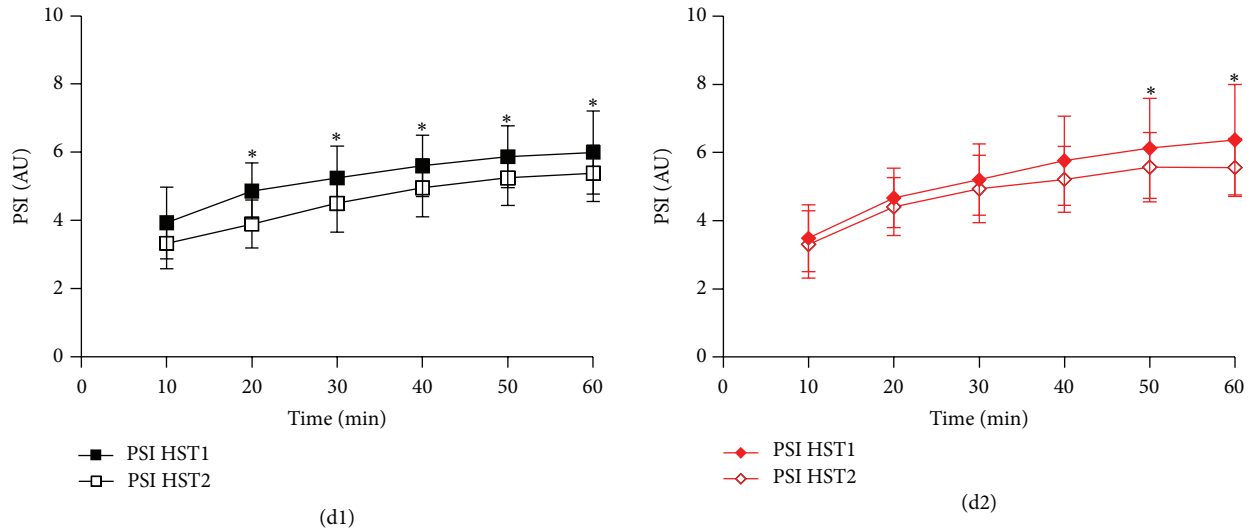 10
8
6
4
2
0
PSI (AU)
* * * * *
0 10 20 30 40 50 60
Time (min)
PSI HST1
PSI HST2
(d1)
10
8
6
4
2
0
PSI (AU)
* *
0 10 20 30 40 50 60
Time (min)
PSI HST1
PSI HST2
(d2)